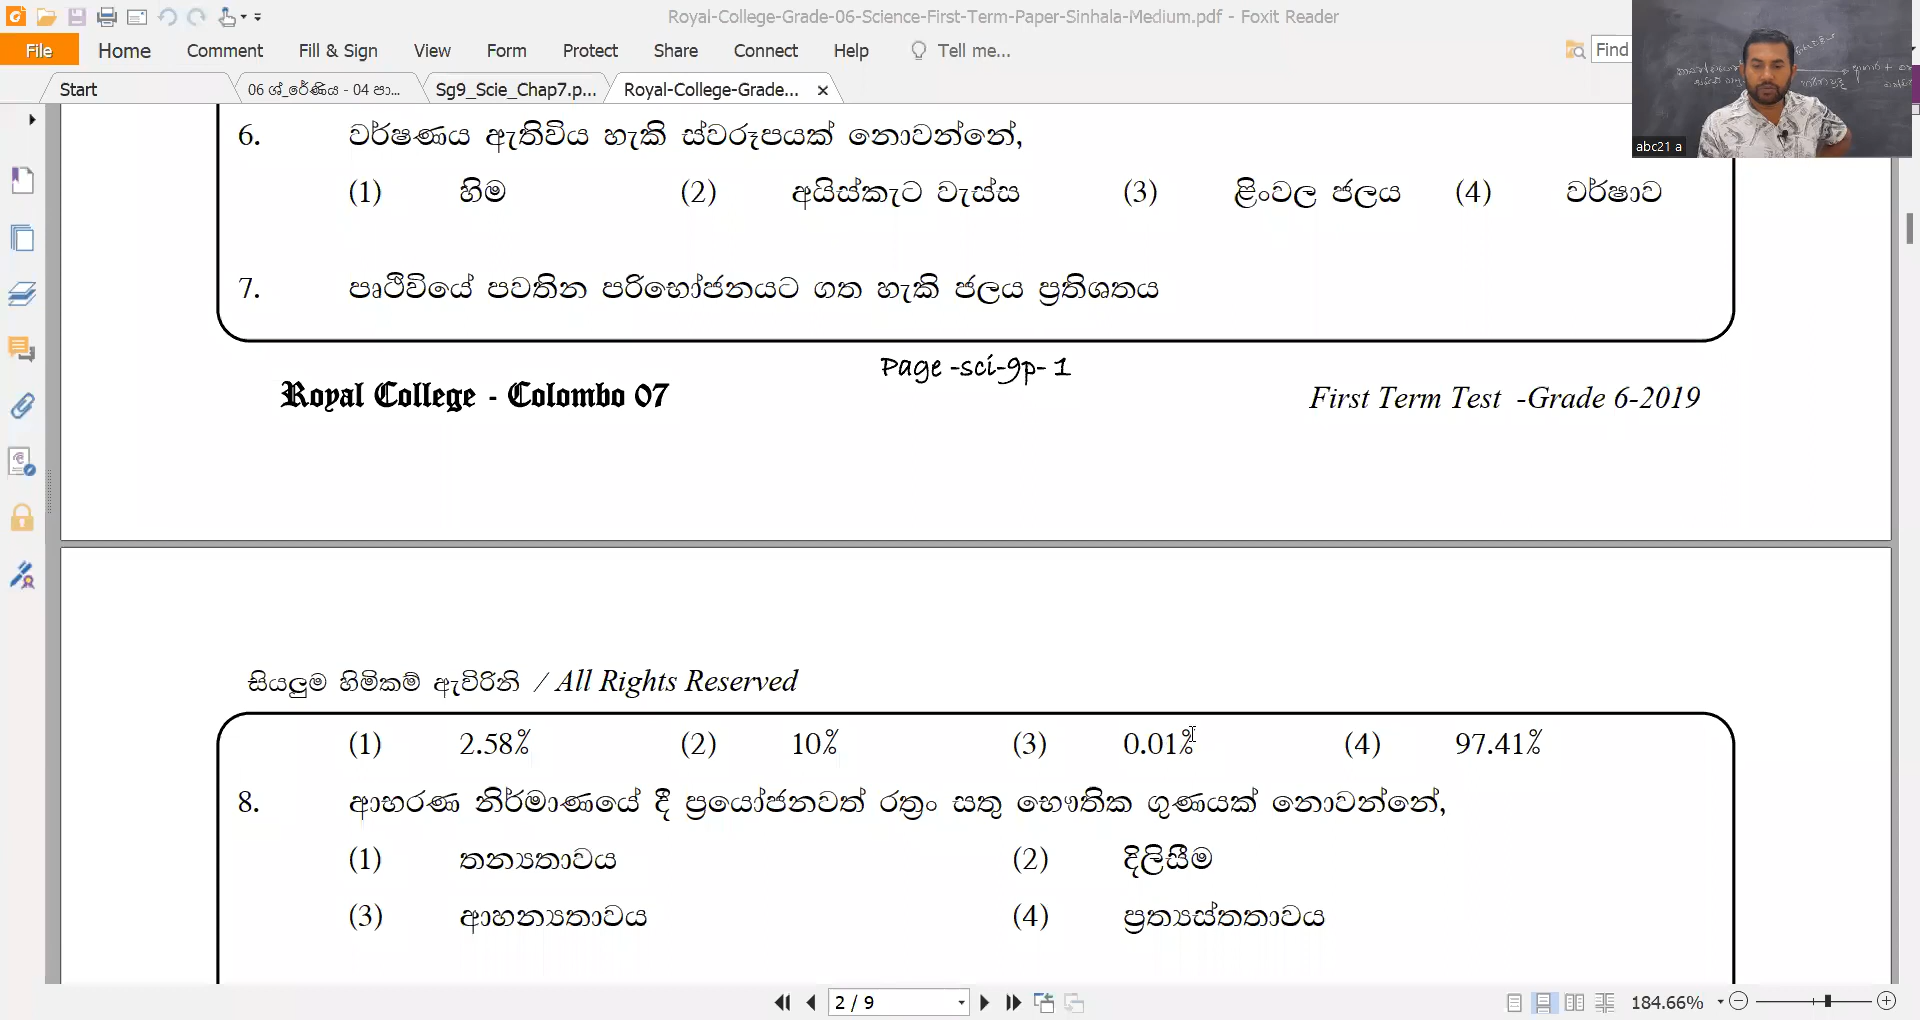 Royal-College-Grade-06-Science-First-Term-Paper-Sinhala-Medium.pdf - Foxit Reader
File Home Comment Fill & Sign View Form Protect Share Connect Help Tell me... Find
Start 06 ශ්‍රේණිය - 04 පා... Sg9_Scie_Chap7.p... Royal-College-Grade...
abc21 a
6. වර්ෂණය ඇතිවිය හැකි ස්වරූපයක් නොවන්නේ,
(1) හිම (2) අයිස්කැට වැස්ස (3) ළිංවල ජලය (4) වර්ෂාව
7. පෘථිවියේ පවතින පරිභෝජනයට ගත හැකි ජලය ප්‍රතිශතය
Page -sci-9p- 1
Royal College - Colombo 07 First Term Test -Grade 6-2019
සියලුම හිමිකම් ඇවිරිනි / All Rights Reserved
(1) 2.58% (2) 10% (3) 0.01% (4) 97.41%
8. ආභරණ නිර්මාණයේ දී ප්‍රයෝජනවත් රත්‍රං සතු භෞතික ගුණයක් නොවන්නේ,
(1) තන්‍යතාවය (2) දිලිසීම
(3) ආහන්‍යතාවය (4) ප්‍රත්‍යස්තතාවය
2 / 9 184.66%